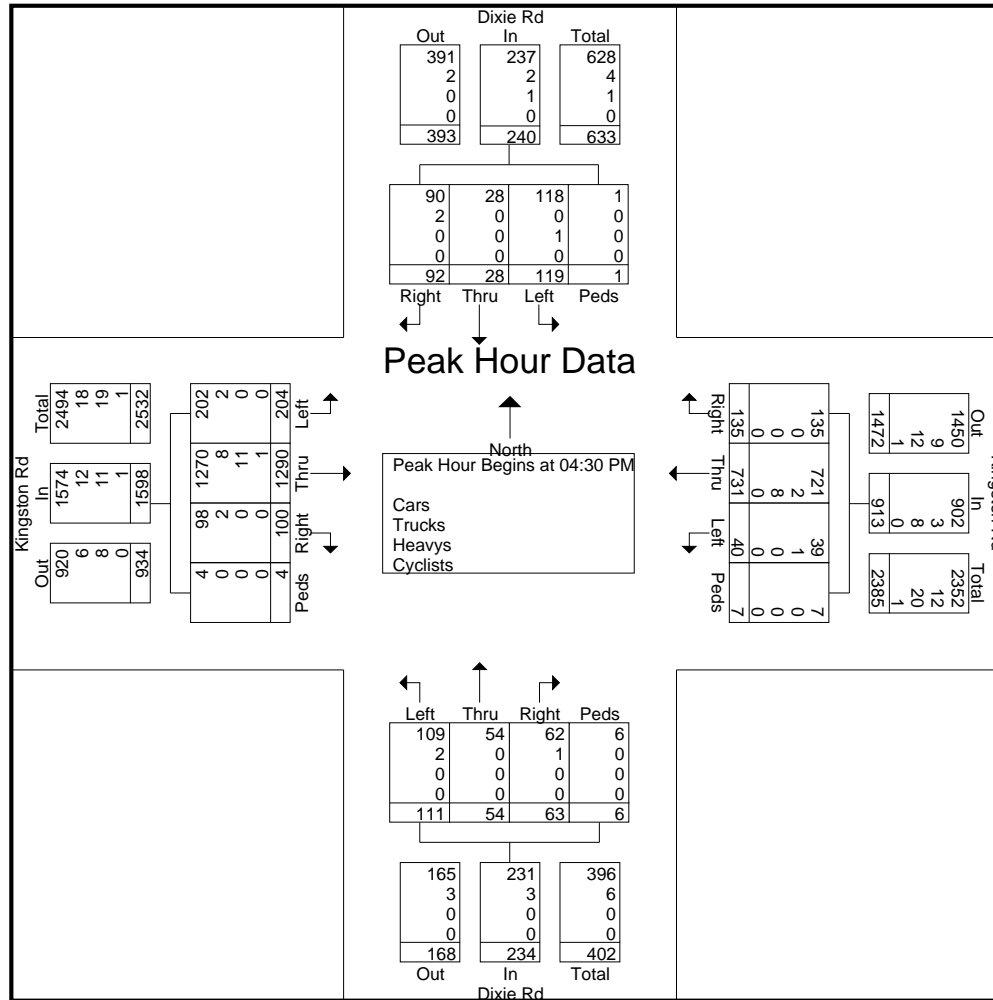 Dixie Rd
Out In Total
391 237 628
2 2 4
0 1 1
0 0 0
393 240 633
90 28 118 1
2 0 0 0
0 0 1 0
0 0 0 0
92 28 119 1
Right Thru Left Peds
Peak Hour Data
North
Peak Hour Begins at 04:30 PM
Cars
Trucks
Heavys
Cyclists
Kingston Rd
Out In Total
920 1574 2494
6 12 18
8 11 19
0 1 1
934 1598 2532
4 98 1270 202
0 2 8 2
0 0 11 0
0 0 1 0
4 100 1290 204
Peds Right Thru Left
Out In Total
1450 902 2352
9 3 12
12 8 20
1 0 1
1472 913 2385
135 721 39 7
0 2 1 0
0 8 0 0
0 0 0 0
135 731 40 7
Right Thru Left Peds
Left Thru Right Peds
109 54 62 6
2 0 1 0
0 0 0 0
0 0 0 0
111 54 63 6
165 231 396
3 3 6
0 0 0
0 0 0
168 234 402
Out In Total
Dixie Rd